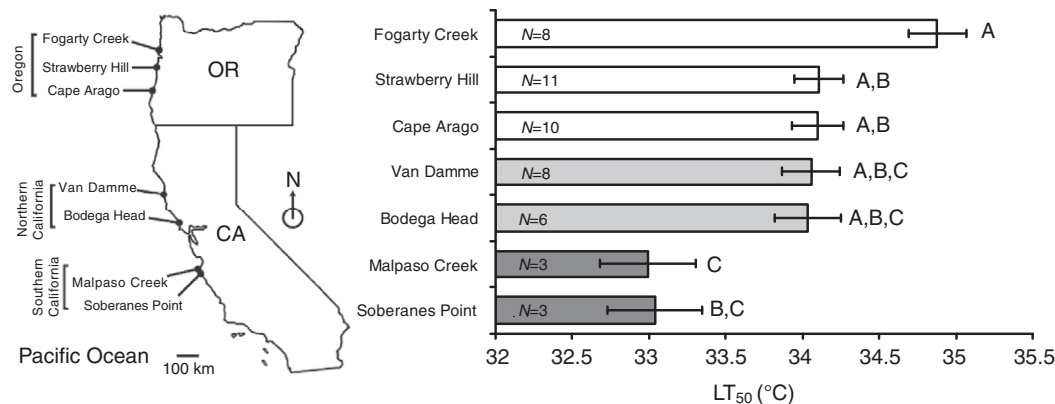 Oregon
Fogarty Creek
Strawberry Hill
Cape Arago
OR
Northern
California
Van Damme
Bodega Head
N
CA
Southern
California
Malpaso Creek
Soberanes Point
Pacific Ocean
100 km
Fogarty Creek N=8 A
Strawberry Hill N=11 A,B
Cape Arago N=10 A,B
Van Damme N=8 A,B,C
Bodega Head N=6 A,B,C
Malpaso Creek N=3 C
Soberanes Point N=3 B,C
32 32.5 33 33.5 34 34.5 35 35.5
LT50 (°C)